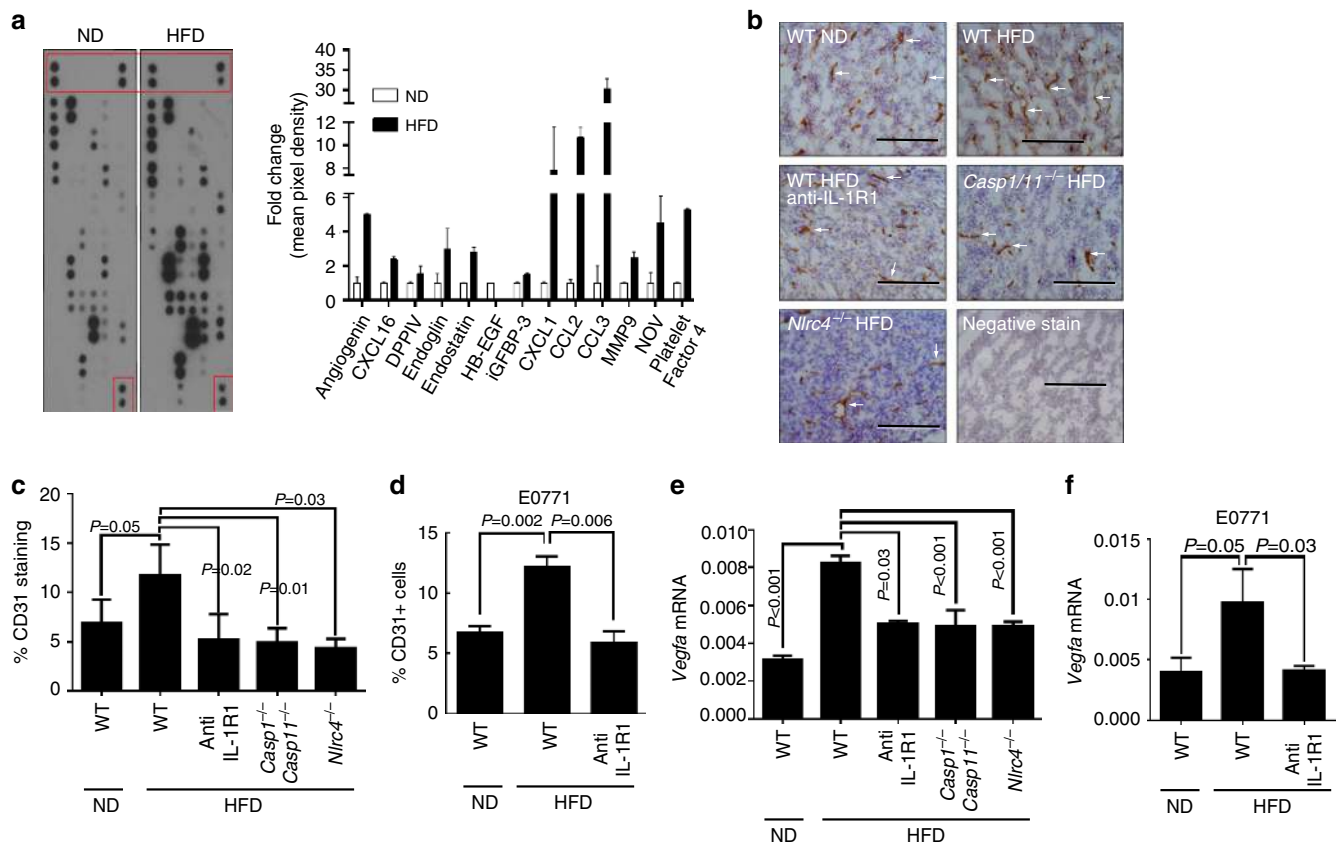 a
ND HFD
Fold change
(mean pixel density)
40
35
30
25
12
10
8
6
4
2
0
ND
HFD
Angiogenin
CXCL16
DPPIV
Endoglin
Endostatin
HB-EGF
iGFBP-3
CXCL1
CCL2
CCL3
MMP9
NOV
Platelet
Factor 4
b
WT ND
WT HFD
WT HFD
anti-IL-1R1
Casp1/11−/− HFD
Nlrc4−/− HFD
Negative stain
c
% CD31 staining
20
15
10
5
0
P=0.05
P=0.03
P=0.02
P=0.01
WT
WT
Anti
IL-1R1
Casp1−/−
Casp11−/−
Nlrc4−/−
ND
HFD
d
E0771
% CD31+ cells
15
10
5
0
P=0.002
P=0.006
WT
WT
Anti
IL-1R1
ND
HFD
e
Vegfa mRNA
0.010
0.008
0.006
0.004
0.002
0.000
P<0.001
P=0.03
P<0.001
P<0.001
WT
WT
Anti
IL-1R1
Casp1−/−
Casp11−/−
Nlrc4−/−
ND
HFD
f
E0771
Vegfa mRNA
0.015
0.01
0.005
0.000
P=0.05
P=0.03
WT
WT
Anti
IL-1R1
ND
HFD